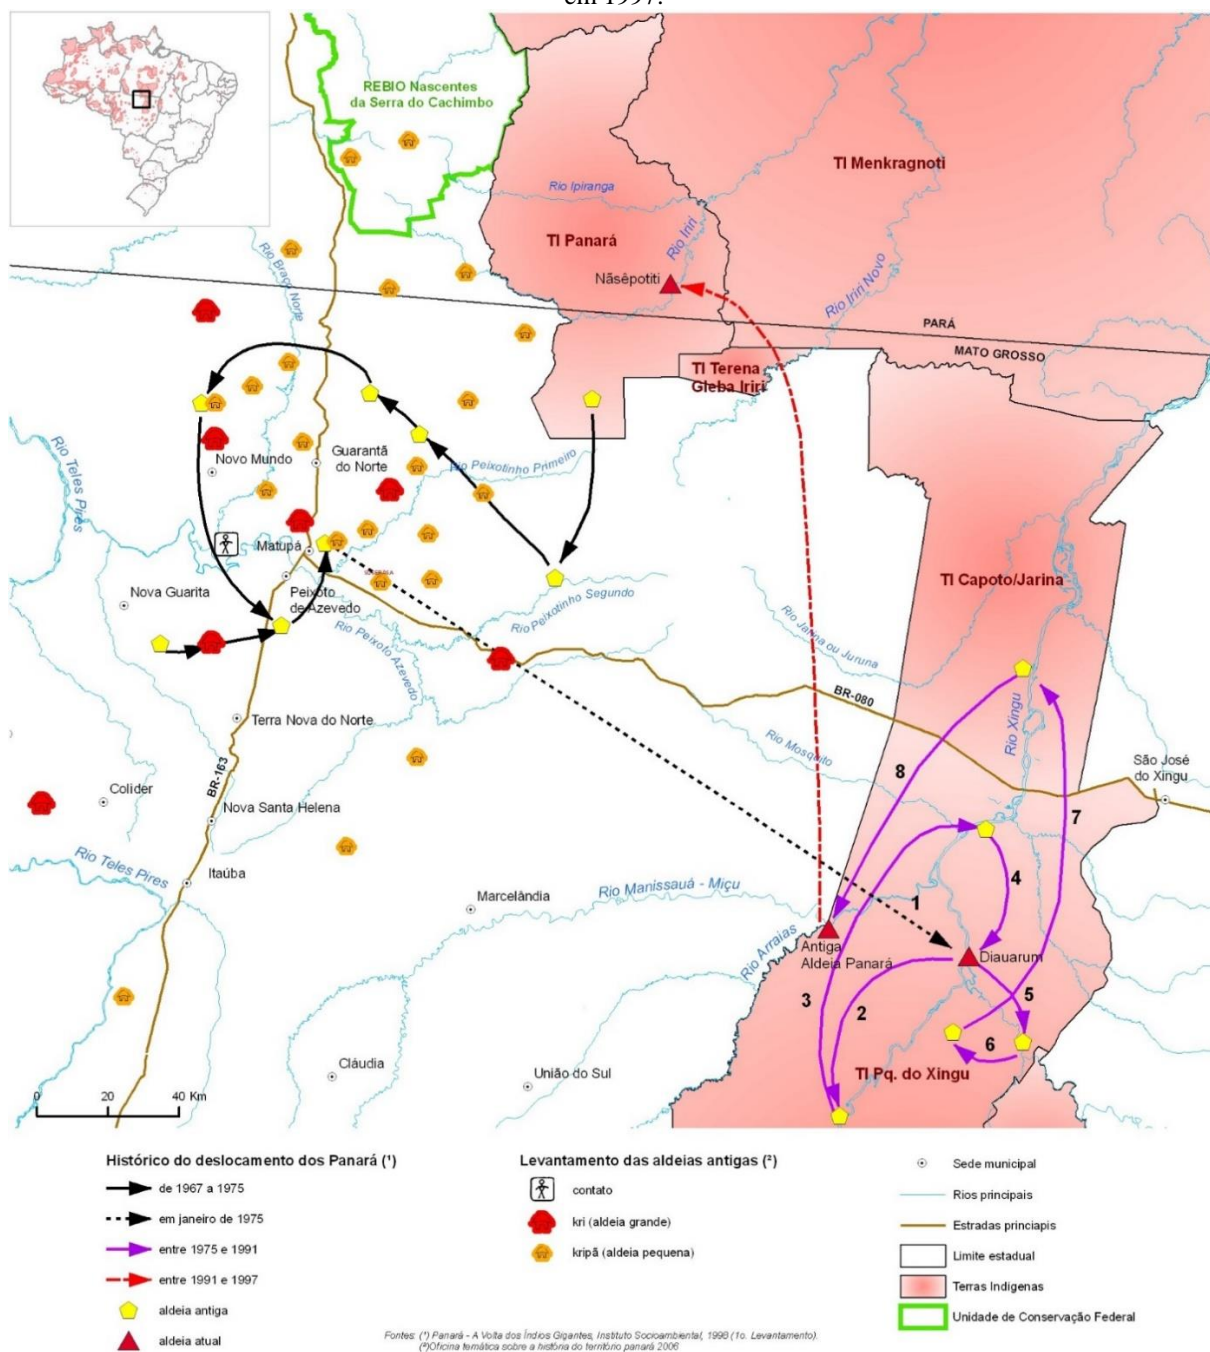 em 1997.
REBIO Nascentes
da Serra do Cachimbo
TI Menkragnoti
Rio Ipiranga
TI Panará
Rio Iriri
Nãsêpotiti
Rio Iriri Novo
Rio Braço Norte
PARÁ
MATO GROSSO
TI Terena
Gleba Iriri
Rio Teles Pires
Novo Mundo
Guarantã
do Norte
Rio Peixotinho Primeiro
Matupá
TI Capoto/Jarina
Nova Guarita
Peixoto
de Azevedo
Rio Peixotinho Segundo
Rio Peixoto Azevedo
Rio Jarina ou Juruna
BR-080
Terra Nova do Norte
Rio Xingu
Rio Mosquito
São José
do Xingu
BR-163
8
7
Colider
Nova Santa Helena
Rio Teles Pires
Itaúba
4
Rio Manissauá - Miçu
Marcelândia
1
Rio Arraias
Antiga
Aldeia Panará
Diauarum
3
2
5
6
Cláudia
União do Sul
TI Pq. do Xingu
0 20 40 Km
Histórico do deslocamento dos Panará (¹)
de 1967 a 1975
em janeiro de 1975
entre 1975 e 1991
entre 1991 e 1997
aldeia antiga
aldeia atual
Levantamento das aldeias antigas (²)
contato
kri (aldeia grande)
kripã (aldeia pequena)
Sede municipal
Rios principais
Estradas princiapis
Limite estadual
Terras Indígenas
Unidade de Conservação Federal
Fontes: (¹) Panará - A Volta dos Índios Gigantes, Instituto Socioambiental, 1998 (1o. Levantamento).
(²)Oficina temática sobre a história do território panará 2006